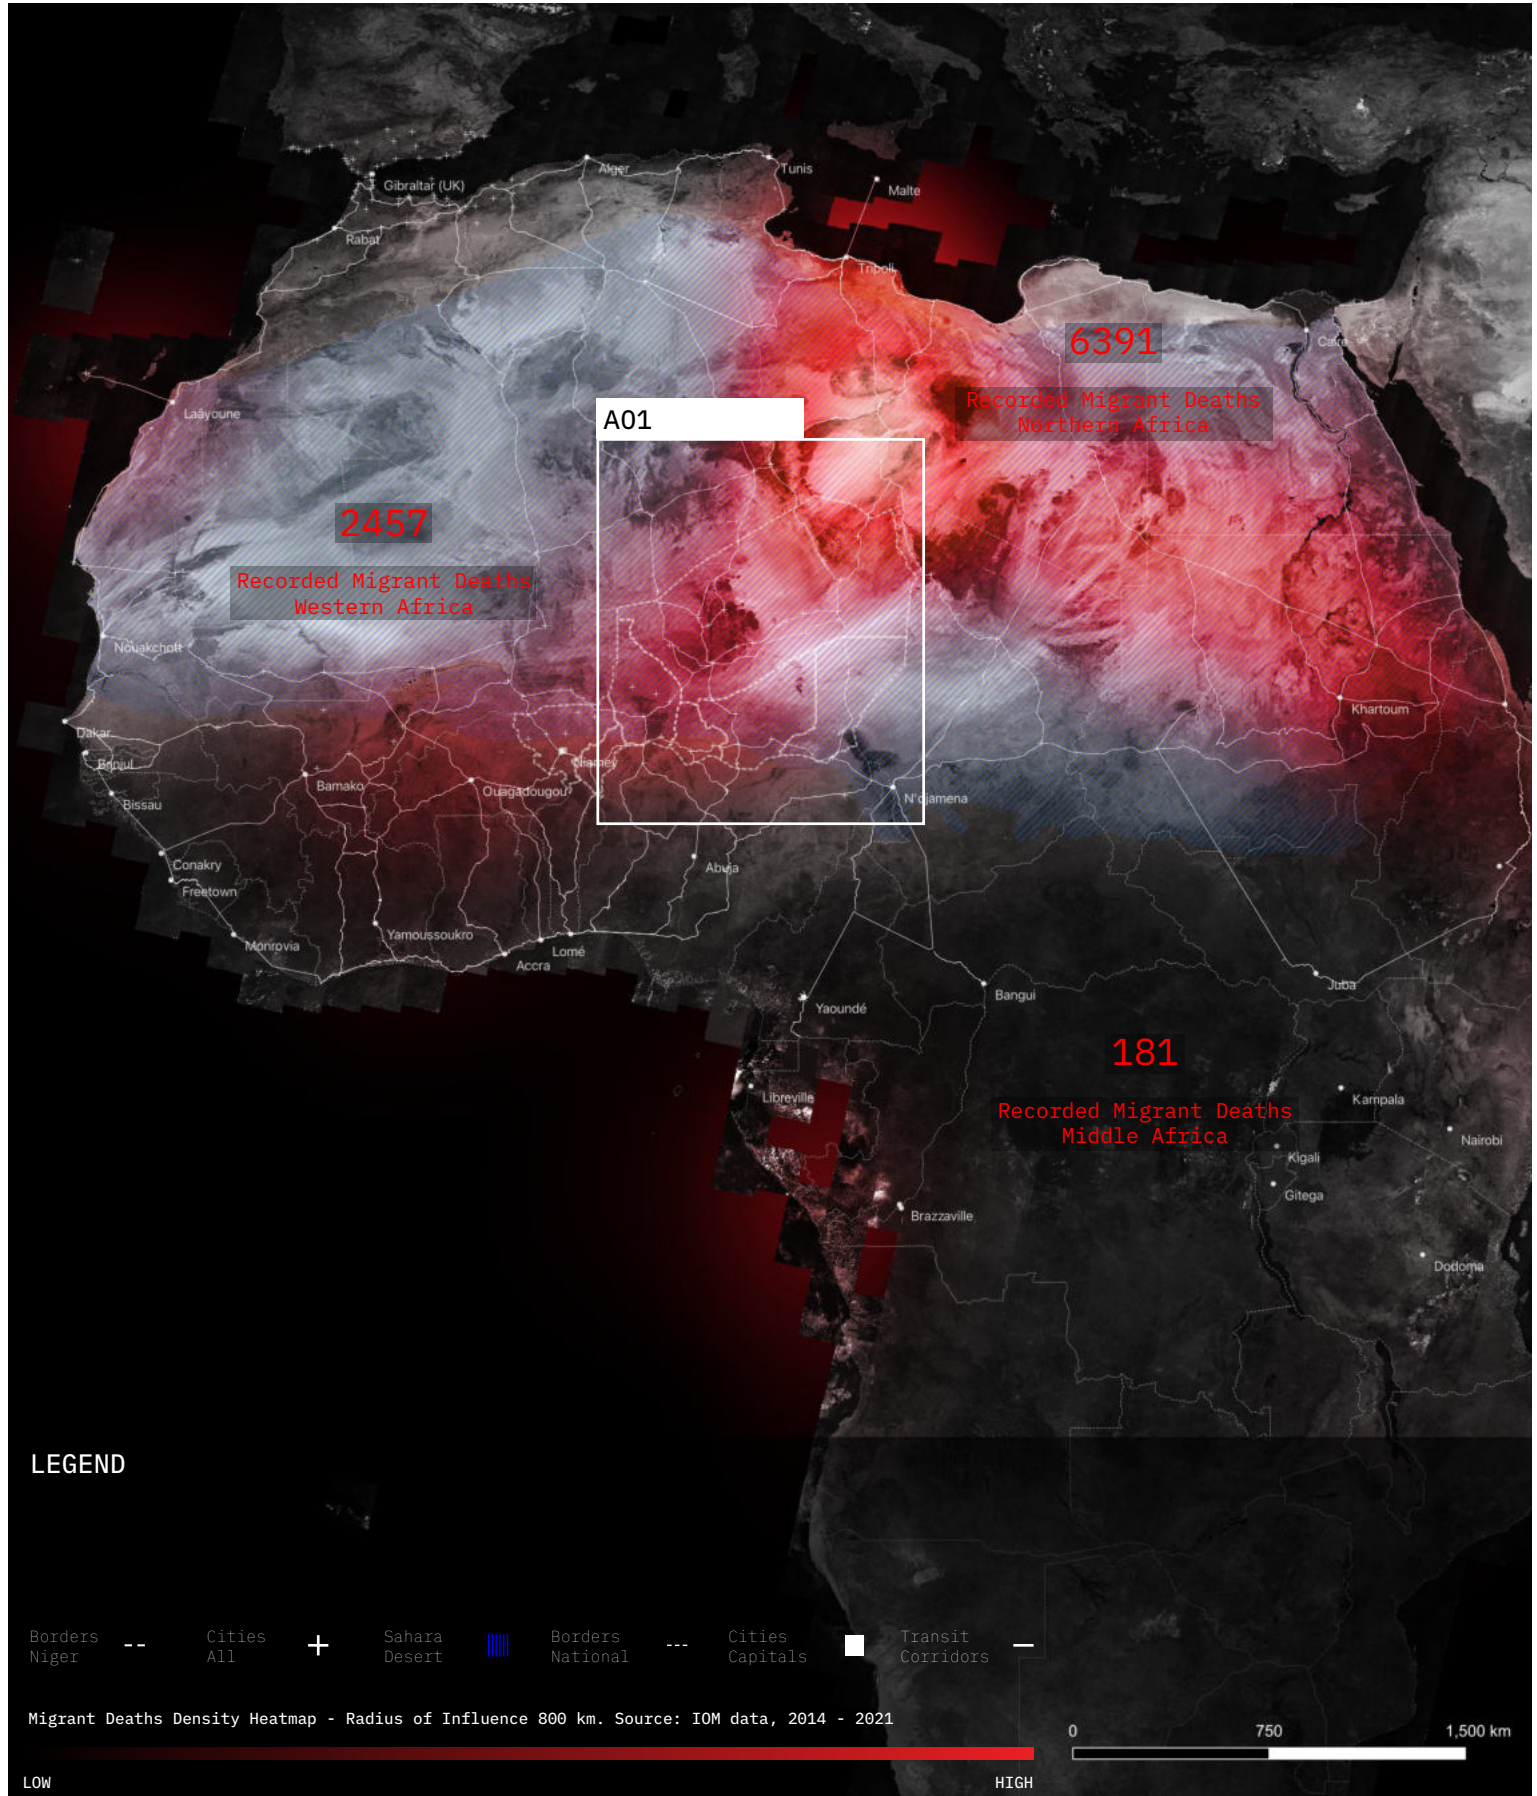 Alger
Tunis
Gibraltar (UK)
Malte
Rabat
Tripoli
6391
Caire
Recorded Migrant Deaths
Northern Africa
Laâyoune
A01
2457
Recorded Migrant Deaths
Western Africa
Nouakchott
Khartoum
Dakar
Banjul
Niamey
Bamako
Ouagadougou
N'djamena
Bissau
Conakry
Abuja
Freetown
Yamoussoukro
Monrovia
Lomé
Accra
Juba
Bangui
Yaoundé
181
Libreville
Kampala
Recorded Migrant Deaths
Middle Africa
Nairobi
Kigali
Gitega
Brazzaville
Dodoma
LEGEND
Borders
Niger
Cities
All
Sahara
Desert
Borders
National
Cities
Capitals
Transit
Corridors
Migrant Deaths Density Heatmap - Radius of Influence 800 km. Source: IOM data, 2014 - 2021
0 750 1,500 km
LOW HIGH